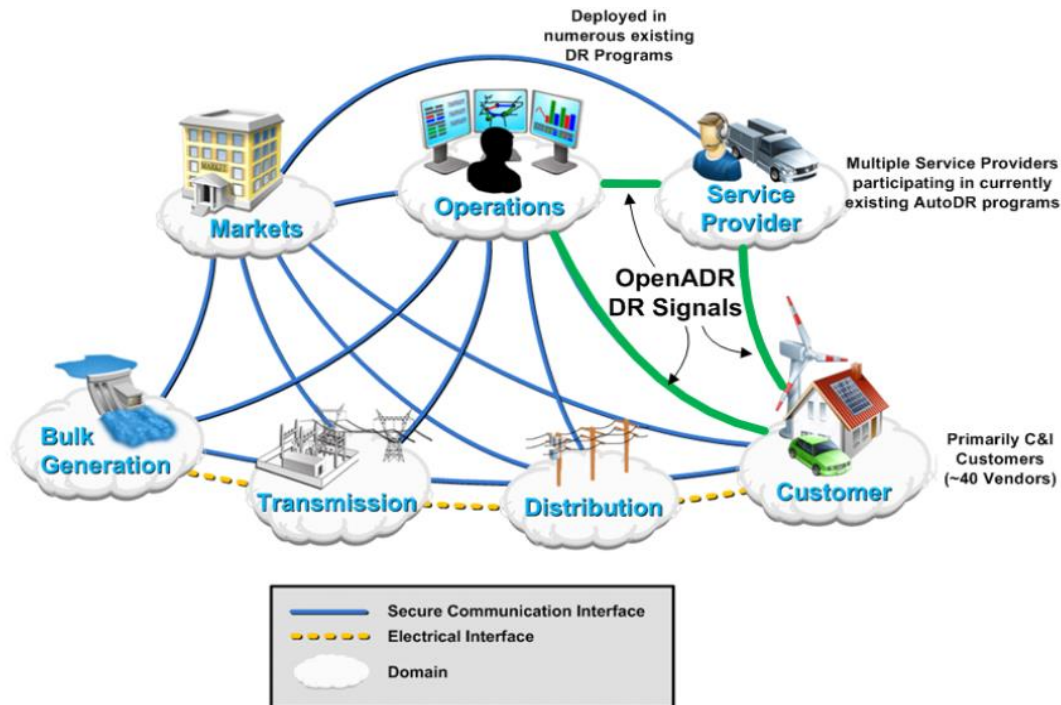 Deployed in
numerous existing
DR Programs
MARKET
Markets
Operations
Service
Provider
Multiple Service Providers
participating in currently
existing AutoDR programs
OpenADR
DR Signals
Bulk
Generation
Transmission
Distribution
Customer
Primarily C&I
Customers
(~40 Vendors)
Secure Communication Interface
Electrical Interface
Domain